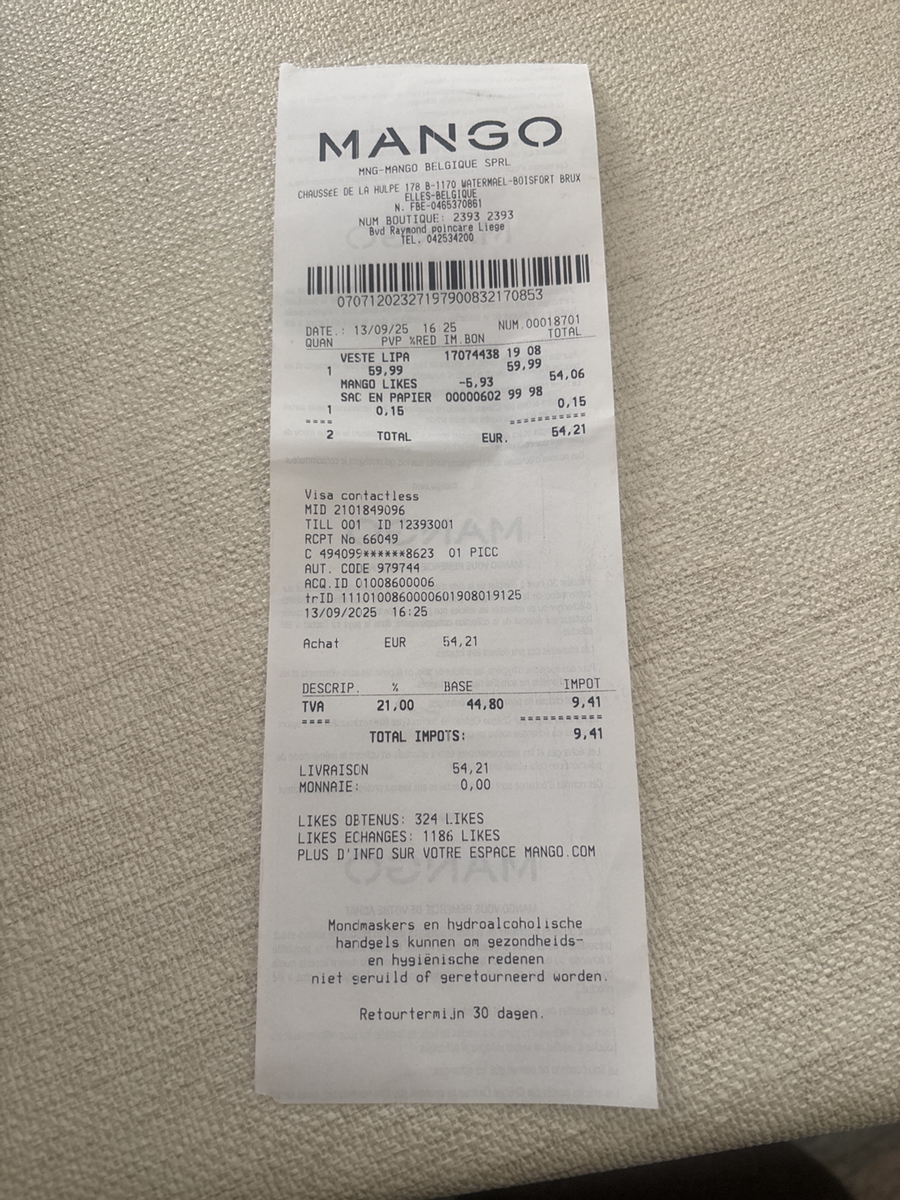 MANGO
MNG-MANGO BELGIQUE SPRL
CHAUSSÉE DE LA HULPE 178 B-1170 WATERMAEL-BOISFORT BRUX
ELLES-BELGIQUE
N. FBE-0465370861
NUM BOUTIQUE: 2393 2393
Bvd Raymond poincare Liege
TEL. 042534200
07071202327197900832170853
DATE.: 13/09/25 16 25 NUM.00018701
QUAN PVP %RED IM.BON TOTAL
VESTE LIPA 17074438 19 08
1 59,99 59,99
MANGO LIKES -5,93 54,06
SAC EN PAPIER 00000602 99 98
1 0,15 0,15
==== ===========
2 TOTAL EUR. 54,21
Visa contactless
MID 2101849096
TILL 001 ID 12393001
RCPT No 66049
C 494099******8623 01 PICC
AUT. CODE 979744
ACQ.ID 01008600006
trID 1110100860000601908019125
13/09/2025 16:25
Achat EUR 54,21
DESCRIP. % BASE IMPOT
TVA 21,00 44,80 9,41
==== ===========
TOTAL IMPOTS: 9,41
LIVRAISON 54,21
MONNAIE: 0,00
LIKES OBTENUS: 324 LIKES
LIKES ECHANGES: 1186 LIKES
PLUS D'INFO SUR VOTRE ESPACE MANGO.COM
Mondmaskers en hydroalcoholische
handgels kunnen om gezondheids-
en hygiënische redenen
niet geruild of geretourneerd worden.
Retourtermijn 30 dagen.